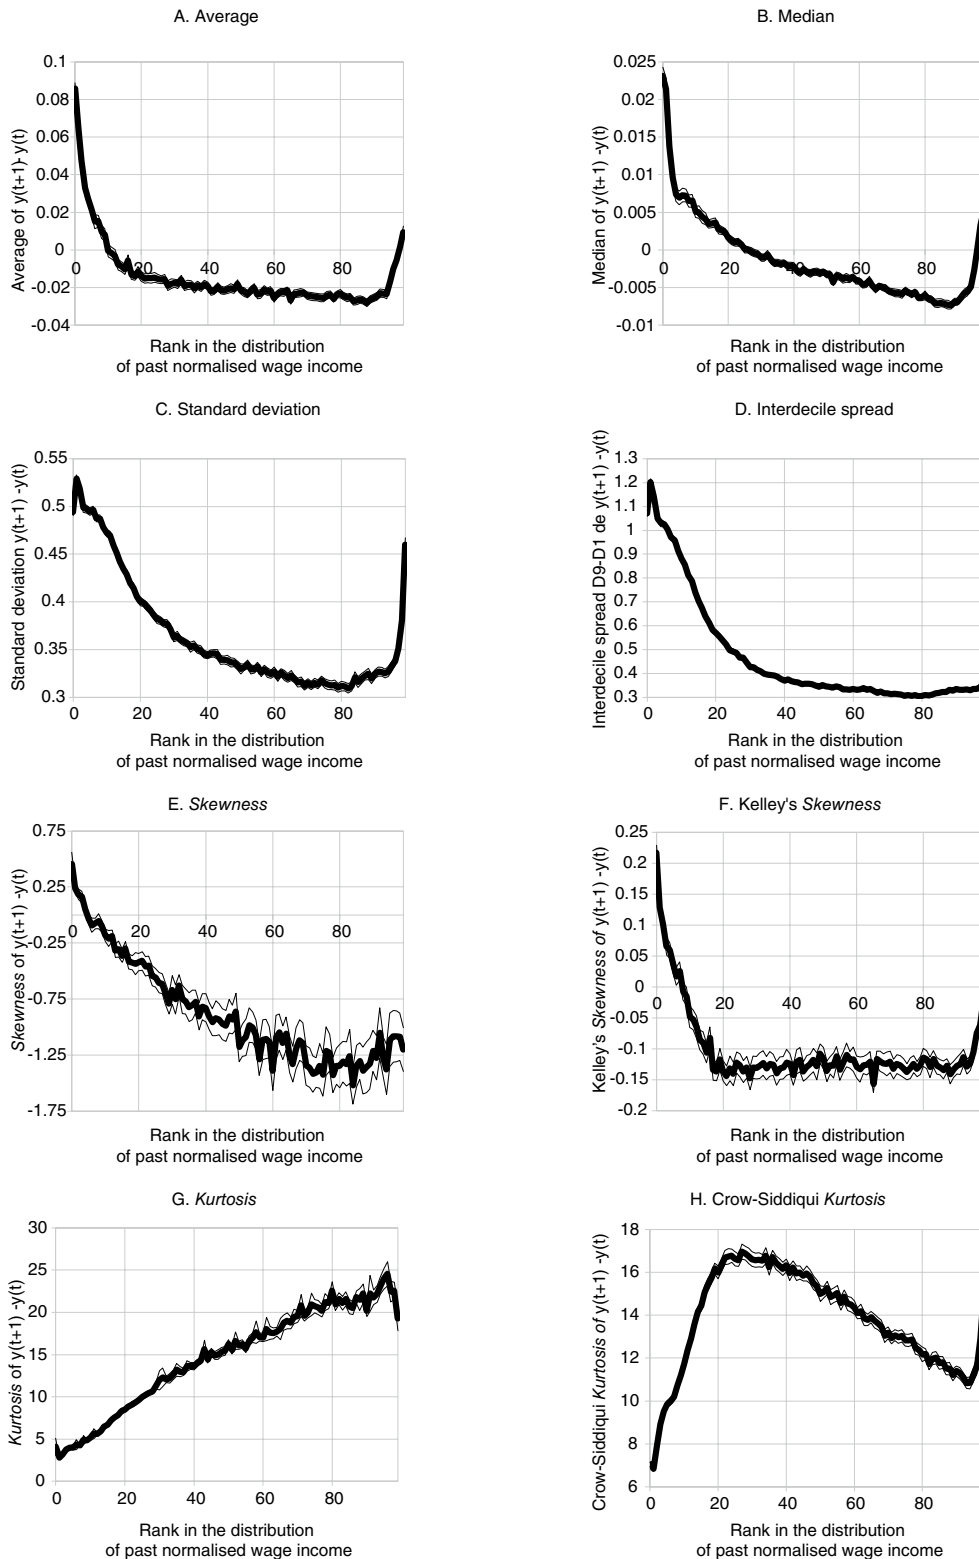 A. Average
0.1
0.08
0.06
0.04
0.02
0
-0.02
-0.04
0 20 40 60 80
Average of y(t+1)- y(t)
Rank in the distribution
of past normalised wage income
B. Median
0.025
0.02
0.015
0.01
0.005
0
-0.005
-0.01
0 20 40 60 80
Median of y(t+1) -y(t)
Rank in the distribution
of past normalised wage income
C. Standard deviation
0.55
0.5
0.45
0.4
0.35
0.3
0 20 40 60 80
Standard deviation y(t+1) -y(t)
Rank in the distribution
of past normalised wage income
D. Interdecile spread
1.3
1.2
1.1
1
0.9
0.8
0.7
0.6
0.5
0.4
0.3
0 20 40 60 80
Interdecile spread D9-D1 de y(t+1) -y(t)
Rank in the distribution
of past normalised wage income
E. Skewness
0.75
0.25
-0.25
-0.75
-1.25
-1.75
0 20 40 60 80
Skewness of y(t+1) -y(t)
Rank in the distribution
of past normalised wage income
F. Kelley's Skewness
0.25
0.2
0.15
0.1
0.05
0
-0.05
-0.1
-0.15
-0.2
0 20 40 60 80
Kelley's Skewness of y(t+1) -y(t)
Rank in the distribution
of past normalised wage income
G. Kurtosis
30
25
20
15
10
5
0
0 20 40 60 80
Kurtosis of y(t+1) -y(t)
Rank in the distribution
of past normalised wage income
H. Crow-Siddiqui Kurtosis
18
16
14
12
10
8
6
0 20 40 60 80
Crow-Siddiqui Kurtosis of y(t+1) -y(t)
Rank in the distribution
of past normalised wage income